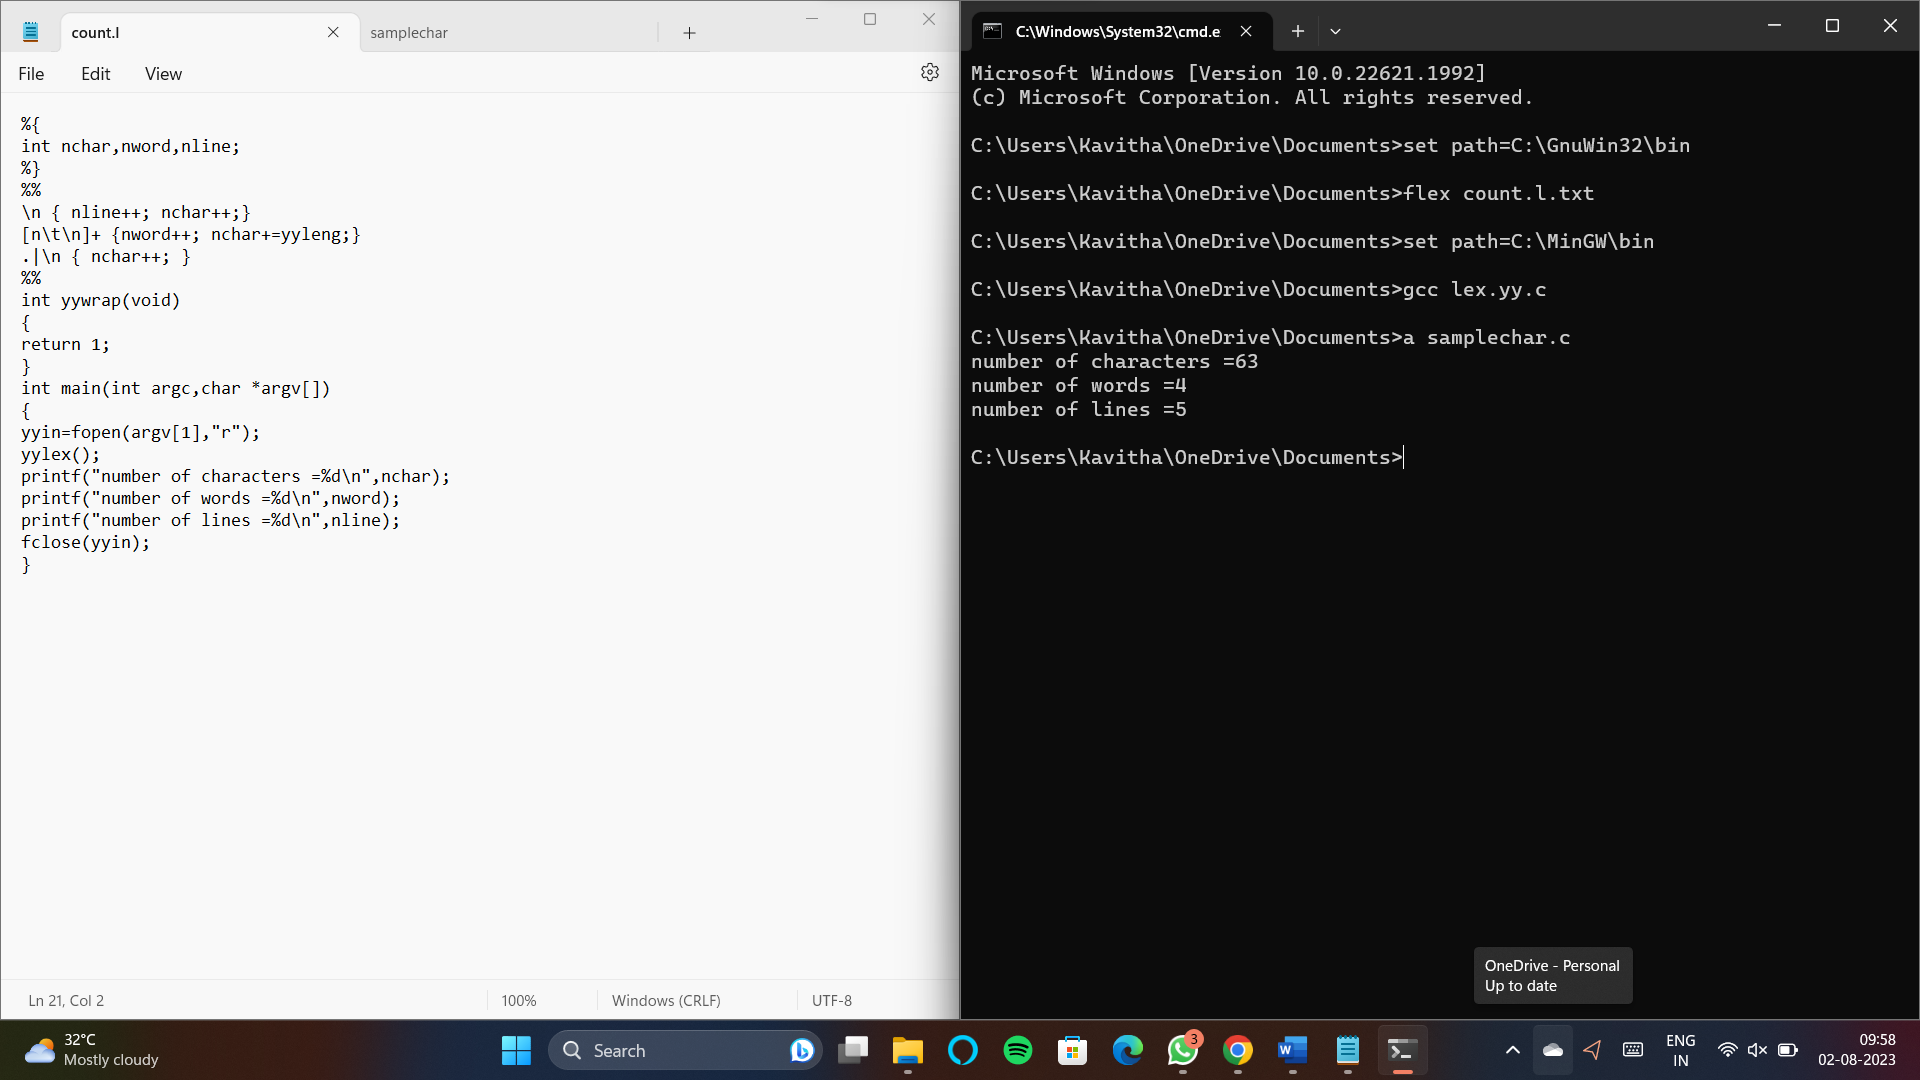 count.l
samplechar
File Edit View
%{
int nchar,nword,nline;
%}
%%
\n { nline++; nchar++;}
[n\t\n]+ {nword++; nchar+=yyleng;}
.|\n { nchar++; }
%%
int yywrap(void)
{
return 1;
}
int main(int argc,char *argv[])
{
yyin=fopen(argv[1],"r");
yylex();
printf("number of characters =%d\n",nchar);
printf("number of words =%d\n",nword);
printf("number of lines =%d\n",nline);
fclose(yyin);
}
Ln 21, Col 2 100% Windows (CRLF) UTF-8
C:\Windows\System32\cmd.e
Microsoft Windows [Version 10.0.22621.1992]
(c) Microsoft Corporation. All rights reserved.
C:\Users\Kavitha\OneDrive\Documents>set path=C:\GnuWin32\bin
C:\Users\Kavitha\OneDrive\Documents>flex count.l.txt
C:\Users\Kavitha\OneDrive\Documents>set path=C:\MinGW\bin
C:\Users\Kavitha\OneDrive\Documents>gcc lex.yy.c
C:\Users\Kavitha\OneDrive\Documents>a samplechar.c
number of characters =63
number of words =4
number of lines =5
C:\Users\Kavitha\OneDrive\Documents>
OneDrive - Personal
Up to date
32°C
Mostly cloudy
Search
3
ENG
IN
09:58
02-08-2023